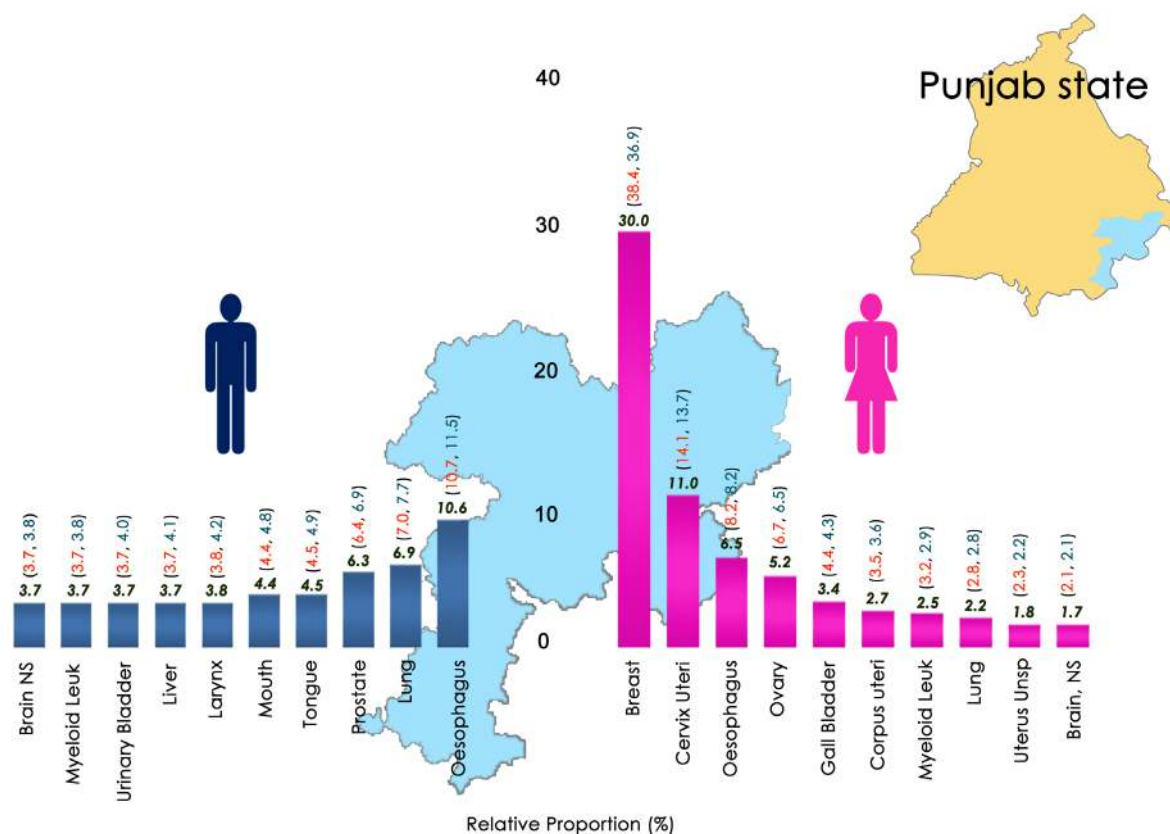 Punjab state
40
30
20
10
0
(3.7, 3.8)
3.7
Brain NS
(3.7, 3.8)
3.7
Myeloid Leuk
(3.7, 4.0)
3.7
Urinary Bladder
(3.7, 4.1)
3.7
Liver
(3.8, 4.2)
3.8
Larynx
(4.4, 4.8)
4.4
Mouth
(4.5, 4.9)
4.5
Tongue
(6.4, 6.9)
6.3
Prostate
(7.0, 7.7)
6.9
Lung
(10.7, 11.5)
10.6
Oesophagus
(38.4, 36.9)
30.0
Breast
(14.1, 13.7)
11.0
Cervix Uteri
(8.2, 8.2)
6.5
Oesophagus
(6.7, 6.5)
5.2
Ovary
(4.4, 4.3)
3.4
Gall Bladder
(3.5, 3.6)
2.7
Corpus uteri
(3.2, 2.9)
2.5
Myeloid Leuk
(2.8, 2.8)
2.2
Lung
(2.3, 2.2)
1.8
Uterus Unsp
(2.1, 2.1)
1.7
Brain, NS
Relative Proportion (%)